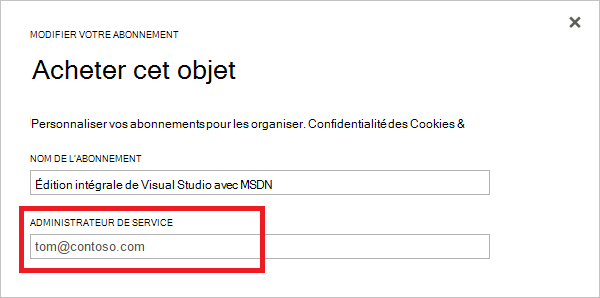 MODIFIER VOTRE ABONNEMENT
Acheter cet objet
Personnaliser vos abonnements pour les organiser. Confidentialité des Cookies &
NOM DE L'ABONNEMENT
Édition intégrale de Visual Studio avec MSDN
ADMINISTRATEUR DE SERVICE
tom@contoso.com